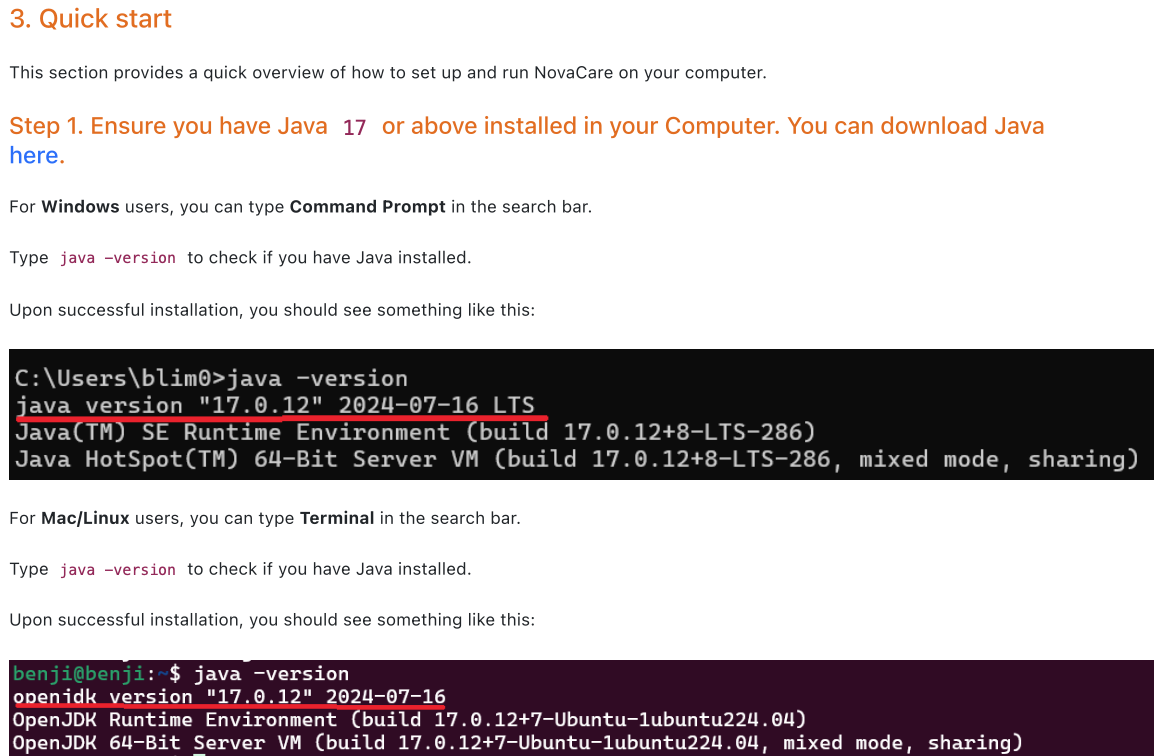 3. Quick start
This section provides a quick overview of how to set up and run NovaCare on your computer.
Step 1. Ensure you have Java 17 or above installed in your Computer. You can download Java
here.
For Windows users, you can type Command Prompt in the search bar.
Type java -version to check if you have Java installed.
Upon successful installation, you should see something like this:
C:\Users\blim0>java -version
java version "17.0.12" 2024-07-16 LTS
Java(TM) SE Runtime Environment (build 17.0.12+8-LTS-286)
Java HotSpot(TM) 64-Bit Server VM (build 17.0.12+8-LTS-286, mixed mode, sharing)
For Mac/Linux users, you can type Terminal in the search bar.
Type java -version to check if you have Java installed.
Upon successful installation, you should see something like this:
benji@benji:~$ java -version
openjdk version "17.0.12" 2024-07-16
OpenJDK Runtime Environment (build 17.0.12+7-Ubuntu-1ubuntu224.04)
OpenJDK 64-Bit Server VM (build 17.0.12+7-Ubuntu-1ubuntu224.04, mixed mode, sharing)